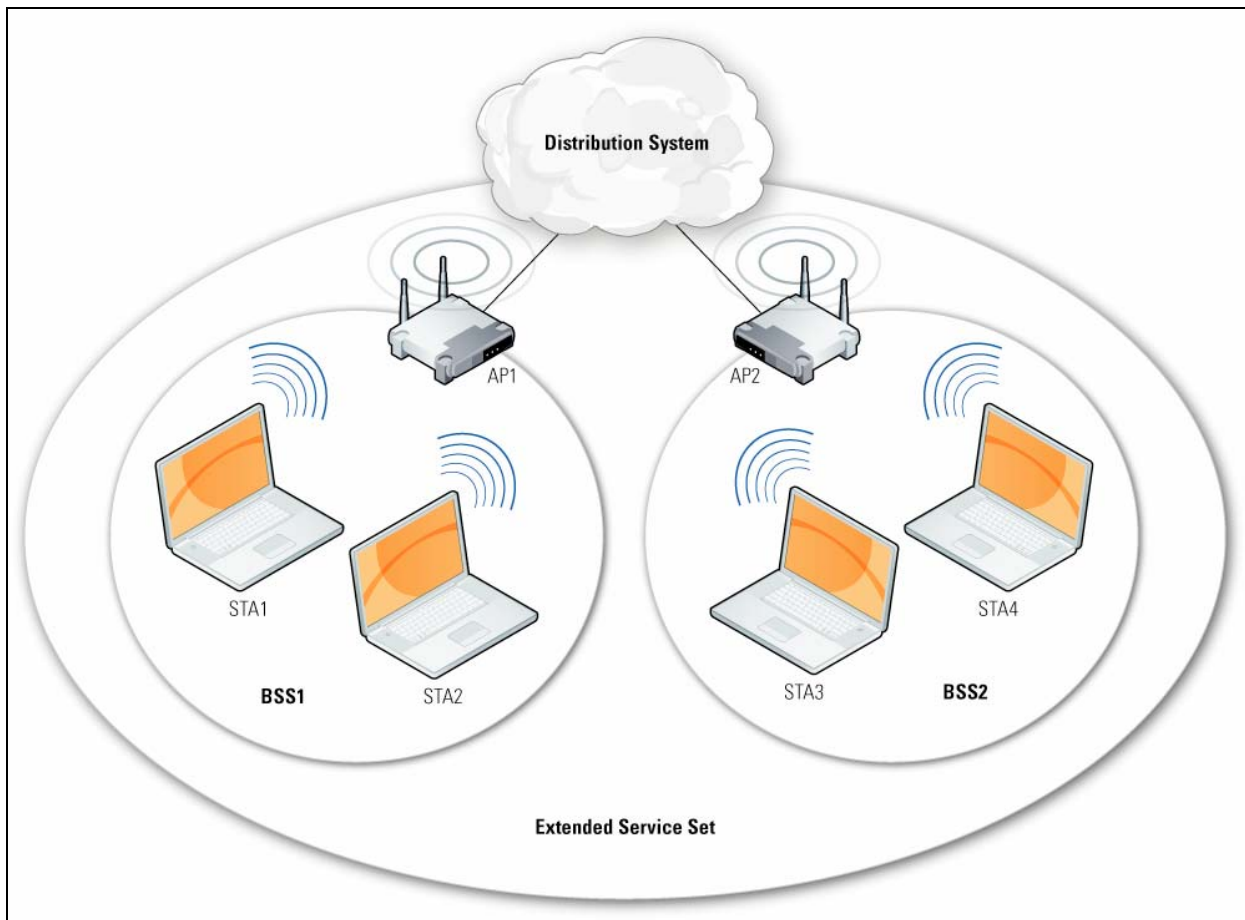 Distribution System
AP1
AP2
STA1
STA2
STA3
STA4
BSS1
BSS2
Extended Service Set